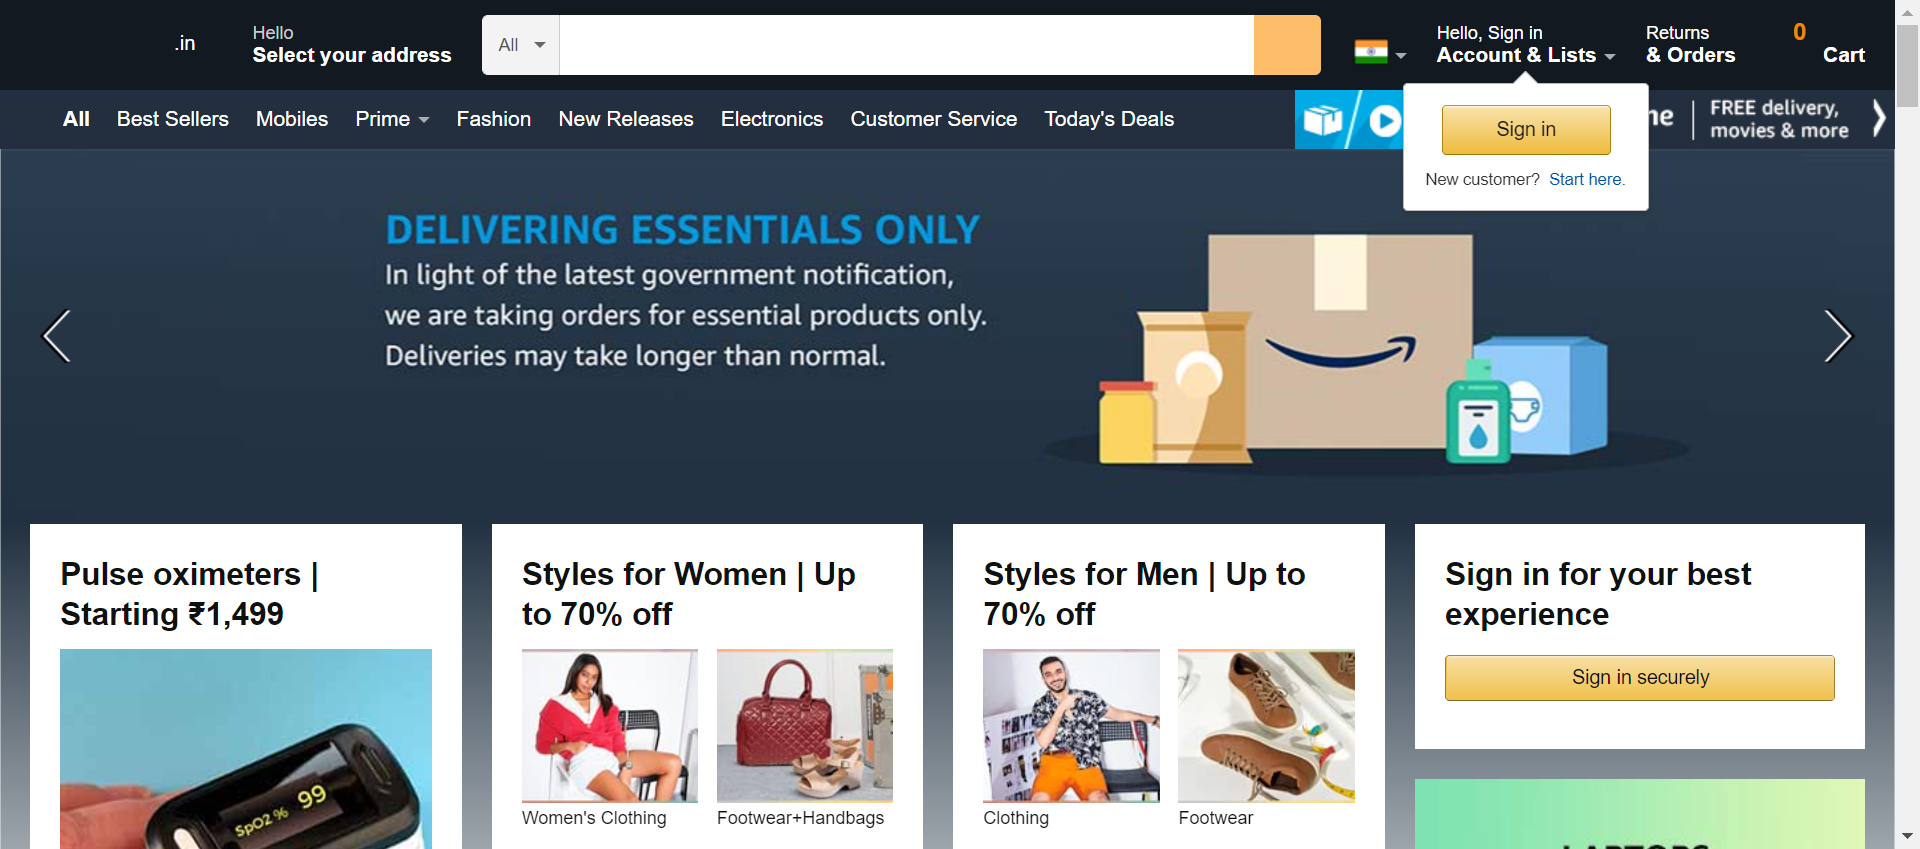 .in
Hello
Select your address
All
Hello, Sign in
Account & Lists
Returns
& Orders
0
Cart
All
Best Sellers
Mobiles
Prime
Fashion
New Releases
Electronics
Customer Service
Today's Deals
FREE delivery,
movies & more
Sign in
New customer? Start here.
DELIVERING ESSENTIALS ONLY
In light of the latest government notification,
we are taking orders for essential products only.
Deliveries may take longer than normal.
Pulse oximeters |
Starting ₹1,499
SpO2 % 99
Styles for Women | Up
to 70% off
Women's Clothing
Footwear+Handbags
Styles for Men | Up to
70% off
Clothing
Footwear
Sign in for your best
experience
Sign in securely